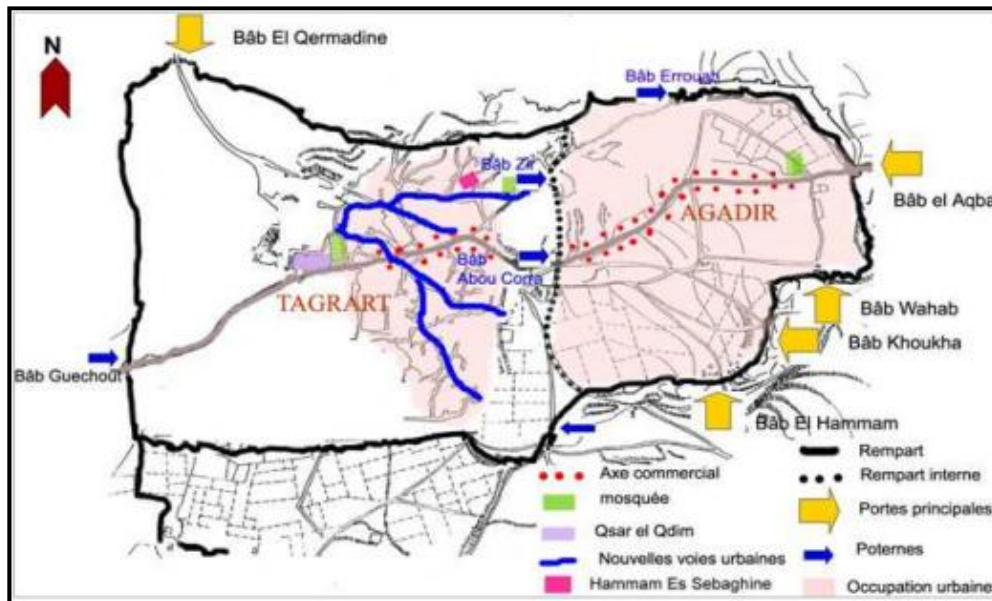 N
Bâb El Qermadine
Bâb Errouah
Bâb Zir
Bâb el Aqba
AGADIR
Bâb
Abou Corra
TAGRART
Bâb Wahab
Bâb Khoukha
Bâb Guechout
Bâb El Hammam
Axe commercial
mosquée
Qsar el Qdim
Nouvelles voies urbaines
Hammam Es Sebaghine
Rempart
Rempart interne
Portes principales
Poternes
Occupation urbaine